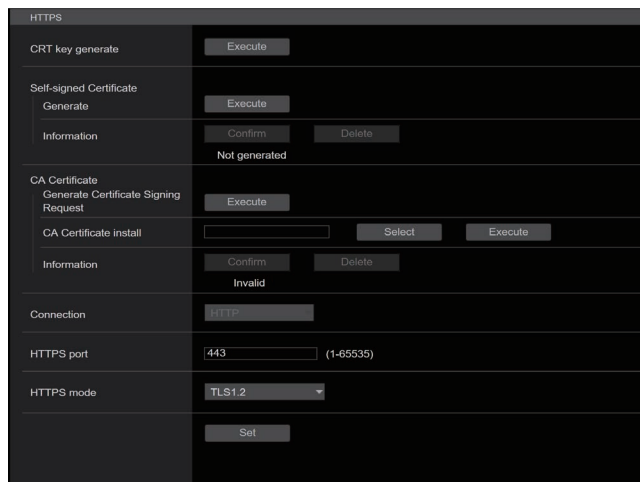 HTTPS
CRT key generate Execute
Self-signed Certificate
Generate Execute
Information Confirm Delete
Not generated
CA Certificate
Generate Certificate Signing
Request Execute
CA Certificate install Select Execute
Information Confirm Delete
Invalid
Connection HTTP
HTTPS port 443 (1-65535)
HTTPS mode TLS1.2
Set